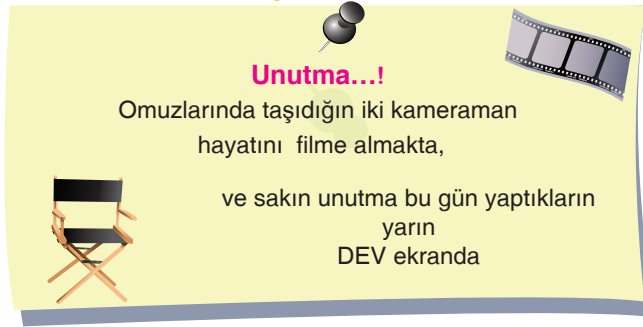 Unutma...!
Omuzlarında taşıdığın iki kameraman
hayatını filme almakta,
ve sakın unutma bu gün yaptıkların
yarın
DEV ekranda